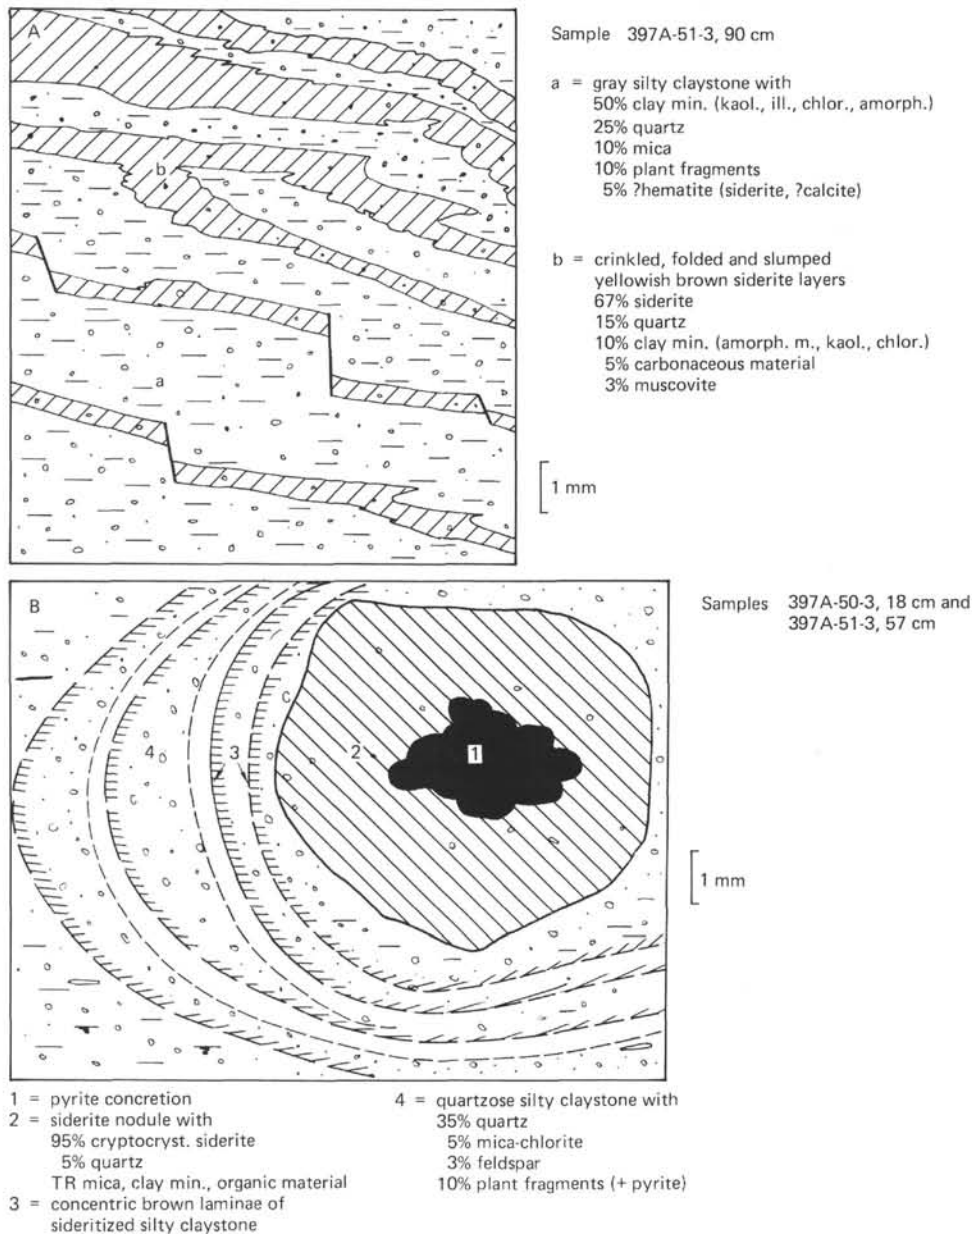 A
Sample 397A-51-3, 90 cm
a = gray silty claystone with
50% clay min. (kaol., ill., chlor., amorph.)
25% quartz
10% mica
10% plant fragments
5% ?hematite (siderite, ?calcite)
b = crinkled, folded and slumped
yellowish brown siderite layers
67% siderite
15% quartz
10% clay min. (amorph. m., kaol., chlor.)
5% carbonaceous material
3% muscovite
b
a
1 mm
B
Samples 397A-50-3, 18 cm and
397A-51-3, 57 cm
4
3
2
1
1 mm
1 = pyrite concretion
2 = siderite nodule with
95% cryptocryst. siderite
5% quartz
TR mica, clay min., organic material
3 = concentric brown laminae of
sideritized silty claystone
4 = quartzose silty claystone with
35% quartz
5% mica-chlorite
3% feldspar
10% plant fragments (+ pyrite)